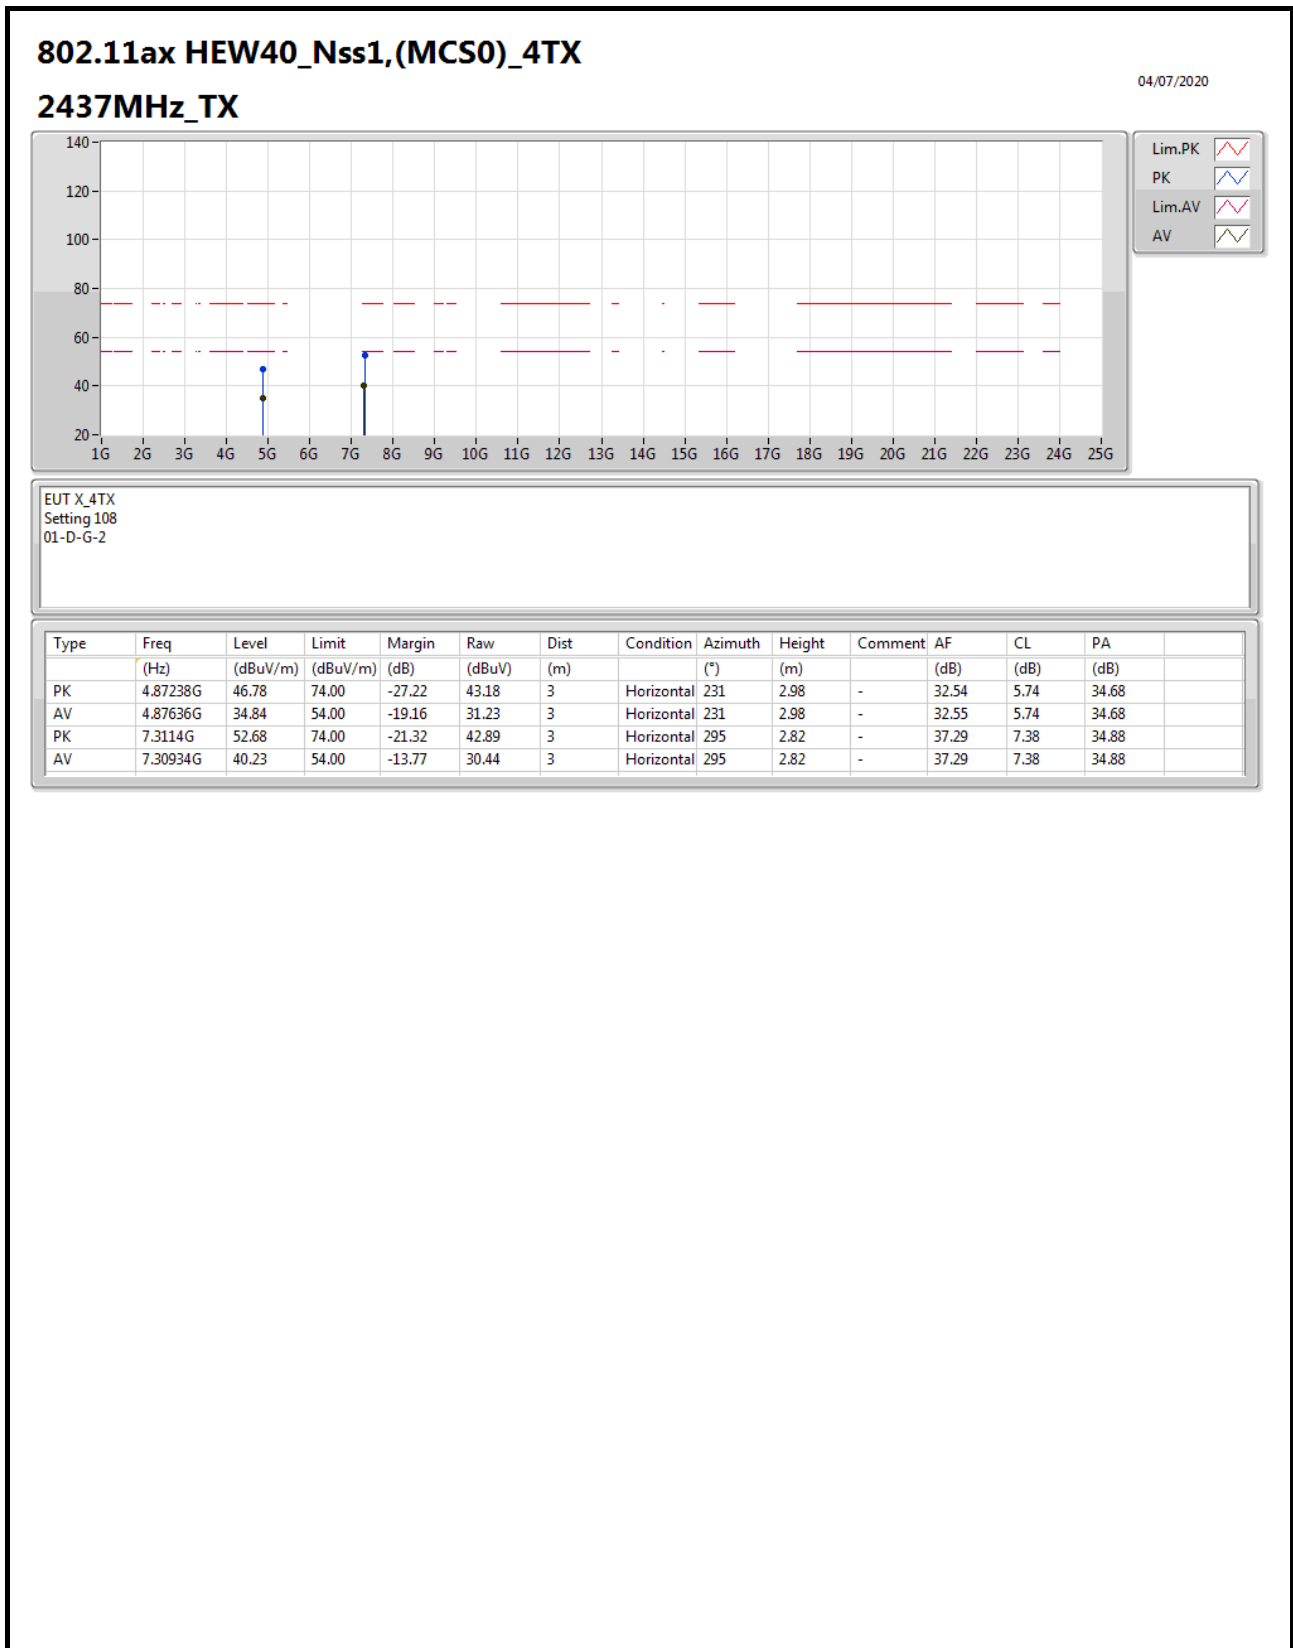 802.11ax HEW40_Nss1,(MCS0)_4TX
04/07/2020
2437MHz_TX
140
120
100
80
60
40
20
1G 2G 3G 4G 5G 6G 7G 8G 9G 10G 11G 12G 13G 14G 15G 16G 17G 18G 19G 20G 21G 22G 23G 24G 25G
Lim.PK
PK
Lim.AV
AV
EUT X_4TX
Setting 108
01-D-G-2
Type Freq Level Limit Margin Raw Dist Condition Azimuth Height Comment AF CL PA
(Hz) (dBuV/m) (dBuV/m) (dB) (dBuV) (m) (°) (m) (dB) (dB) (dB)
PK 4.87238G 46.78 74.00 -27.22 43.18 3 Horizontal 231 2.98 - 32.54 5.74 34.68
AV 4.87636G 34.84 54.00 -19.16 31.23 3 Horizontal 231 2.98 - 32.55 5.74 34.68
PK 7.3114G 52.68 74.00 -21.32 42.89 3 Horizontal 295 2.82 - 37.29 7.38 34.88
AV 7.30934G 40.23 54.00 -13.77 30.44 3 Horizontal 295 2.82 - 37.29 7.38 34.88